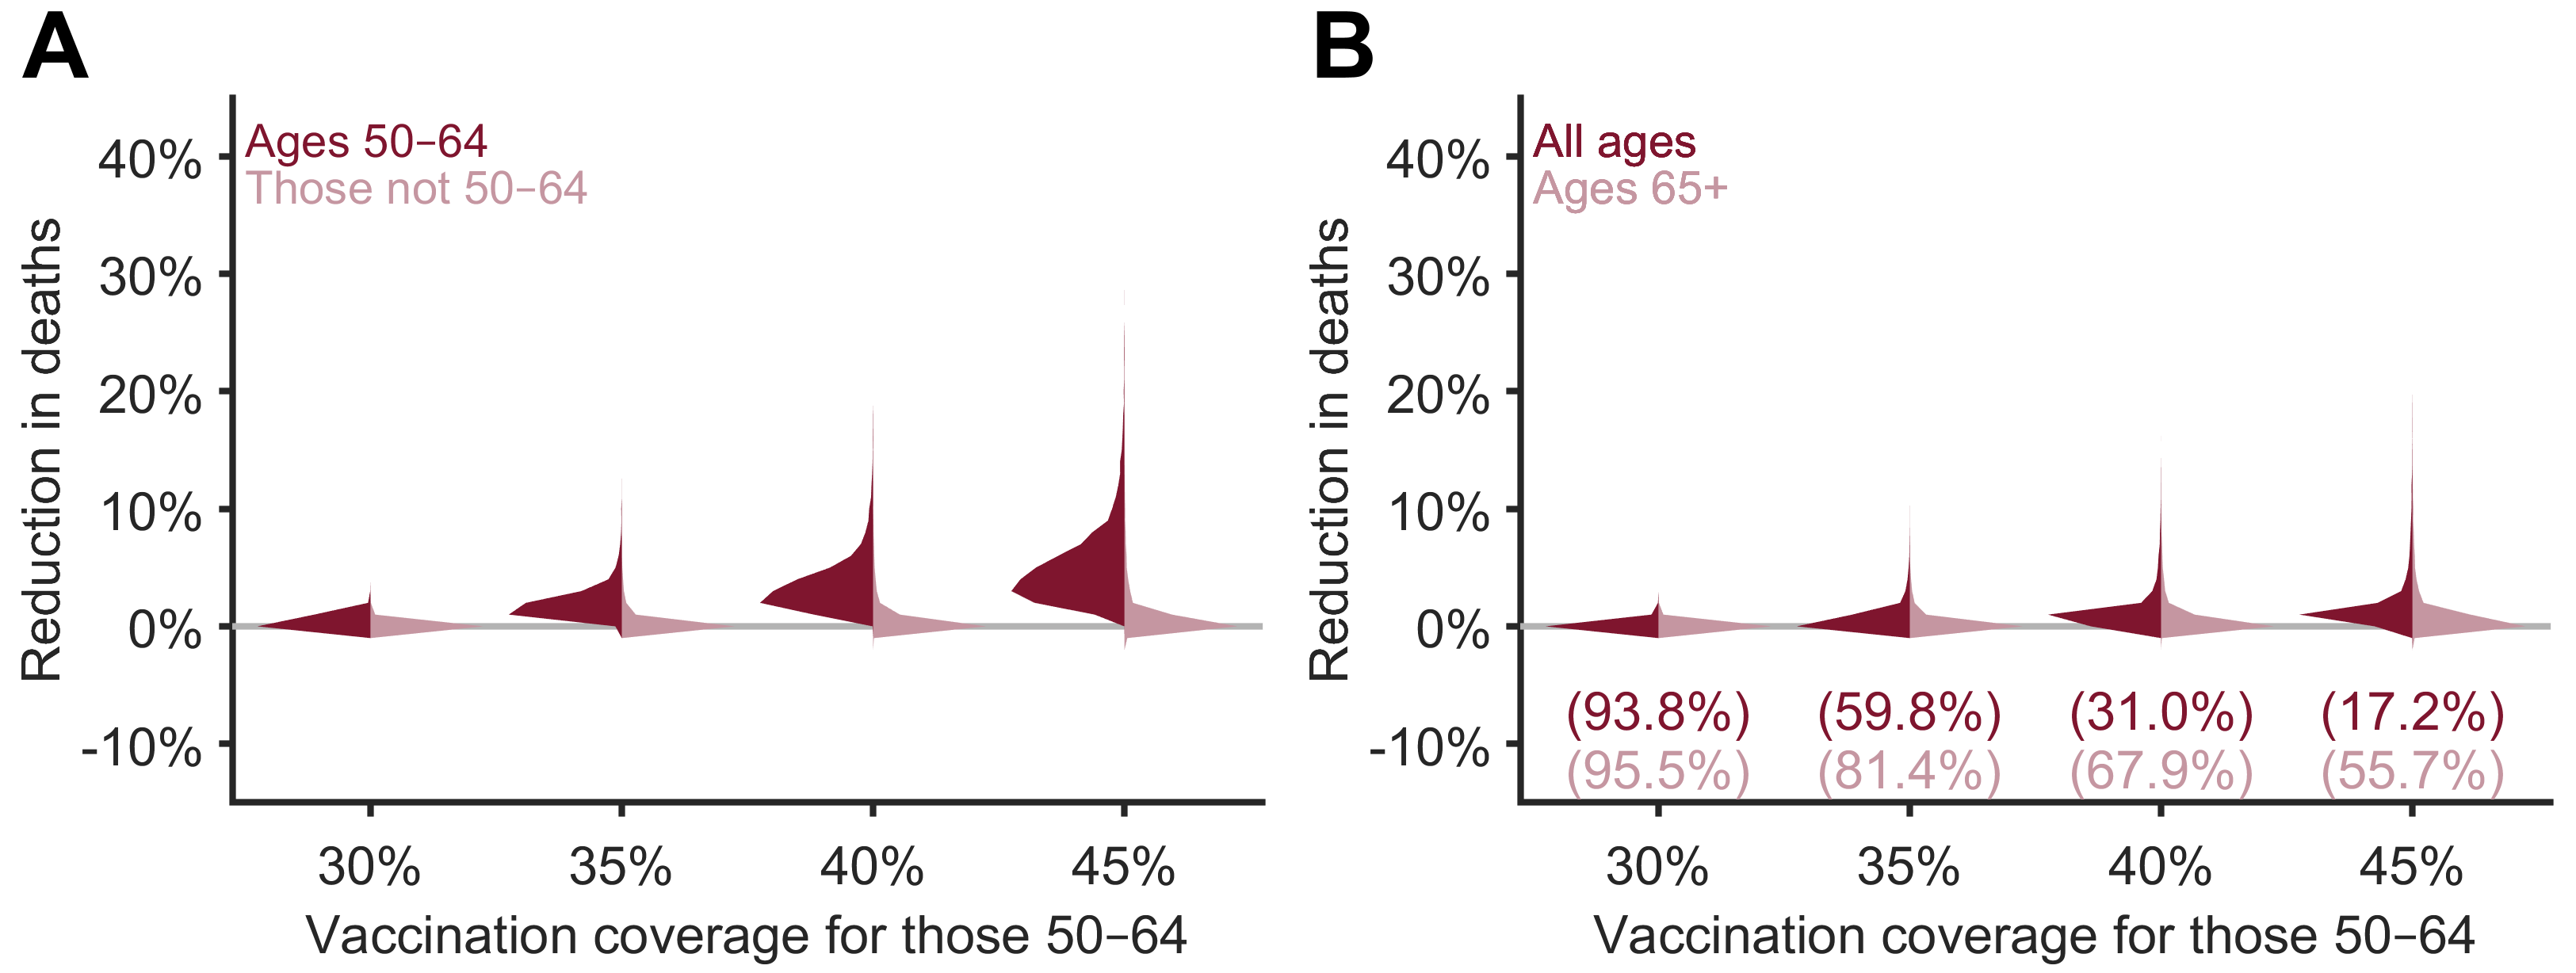 A
Ages 50–64
Those not 50–64
Reduction in deaths
40%
30%
20%
10%
0%
-10%
30% 35% 40% 45%
Vaccination coverage for those 50–64
B
All ages
Ages 65+
Reduction in deaths
40%
30%
20%
10%
0%
-10%
(93.8%) (59.8%) (31.0%) (17.2%)
(95.5%) (81.4%) (67.9%) (55.7%)
30% 35% 40% 45%
Vaccination coverage for those 50–64